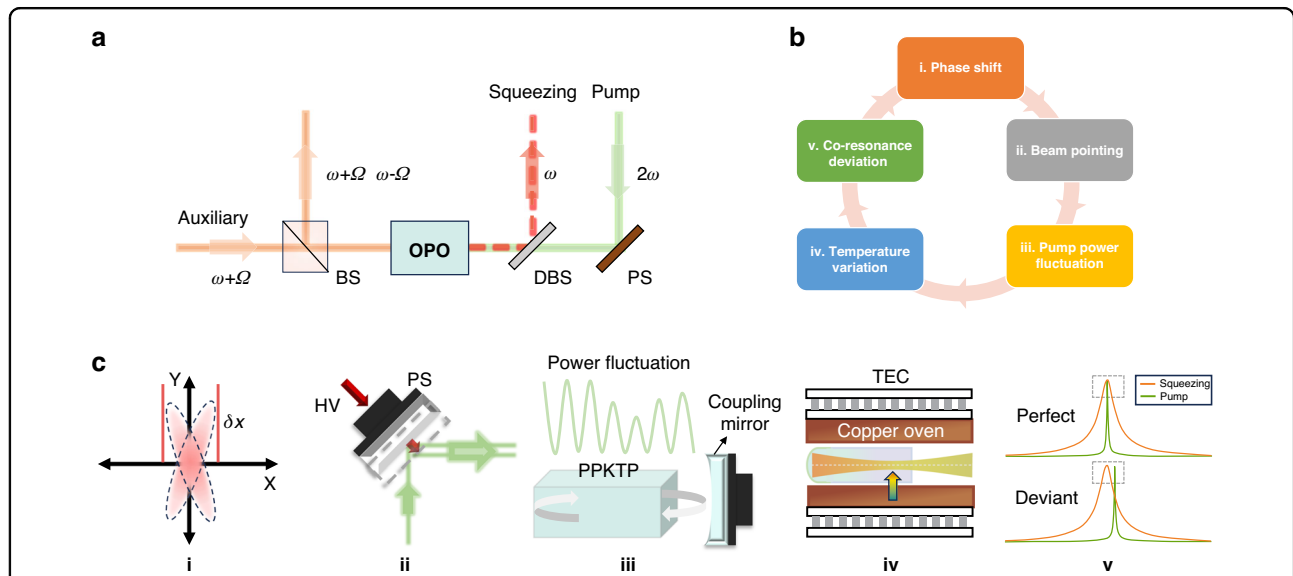 a
Squeezing
Pump
ω+Ω ω-Ω
ω
2ω
Auxiliary
OPO
ω+Ω
BS
DBS
PS
b
i. Phase shift
v. Co-resonance
deviation
ii. Beam pointing
iv. Temperature
variation
iii. Pump power
fluctuation
c
Y
δx
X
i
PS
HV
ii
Power fluctuation
Coupling
mirror
PPKTP
iii
TEC
Copper oven
iv
Squeezing
Pump
Perfect
Deviant
v